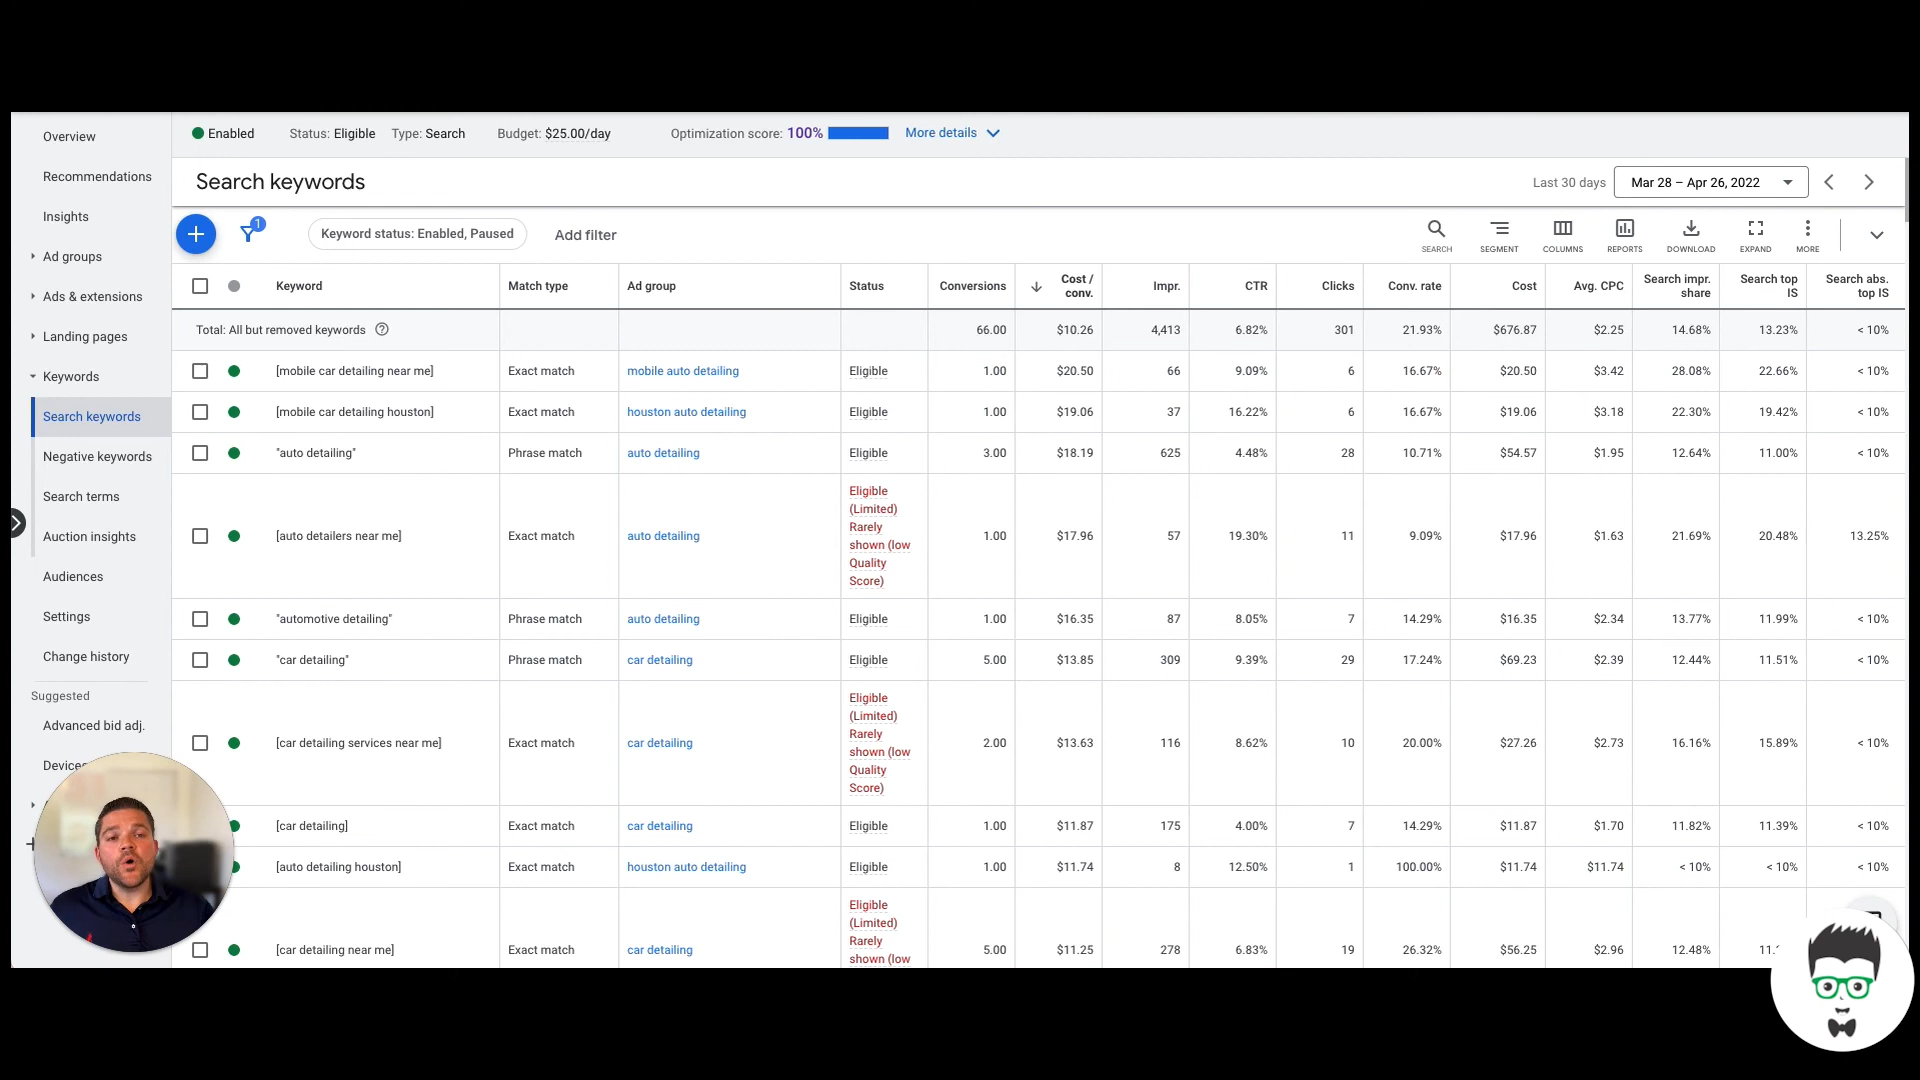 Overview
Recommendations
Insights
Ad groups
Ads & extensions
Landing pages
Keywords
Search keywords
Negative keywords
Search terms
Auction insights
Audiences
Settings
Change history
Suggested
Advanced bid adj.
Devices
Enabled Status: Eligible Type: Search Budget: $25.00/day Optimization score: 100% More details
Search keywords Last 30 days Mar 28 – Apr 26, 2022
1 Keyword status: Enabled, Paused Add filter SEARCH SEGMENT COLUMNS REPORTS DOWNLOAD EXPAND MORE
Keyword Match type Ad group Status Conversions Cost / conv. Impr. CTR Clicks Conv. rate Cost Avg. CPC Search impr. share Search top IS Search abs. top IS
Total: All but removed keywords 66.00 $10.26 4,413 6.82% 301 21.93% $676.87 $2.25 14.68% 13.23% < 10%
[mobile car detailing near me] Exact match mobile auto detailing Eligible 1.00 $20.50 66 9.09% 6 16.67% $20.50 $3.42 28.08% 22.66% < 10%
[mobile car detailing houston] Exact match houston auto detailing Eligible 1.00 $19.06 37 16.22% 6 16.67% $19.06 $3.18 22.30% 19.42% < 10%
"auto detailing" Phrase match auto detailing Eligible 3.00 $18.19 625 4.48% 28 10.71% $54.57 $1.95 12.64% 11.00% < 10%
[auto detailers near me] Exact match auto detailing Eligible (Limited) Rarely shown (low Quality Score) 1.00 $17.96 57 19.30% 11 9.09% $17.96 $1.63 21.69% 20.48% 13.25%
"automotive detailing" Phrase match auto detailing Eligible 1.00 $16.35 87 8.05% 7 14.29% $16.35 $2.34 13.77% 11.99% < 10%
"car detailing" Phrase match car detailing Eligible 5.00 $13.85 309 9.39% 29 17.24% $69.23 $2.39 12.44% 11.51% < 10%
[car detailing services near me] Exact match car detailing Eligible (Limited) Rarely shown (low Quality Score) 2.00 $13.63 116 8.62% 10 20.00% $27.26 $2.73 16.16% 15.89% < 10%
[car detailing] Exact match car detailing Eligible 1.00 $11.87 175 4.00% 7 14.29% $11.87 $1.70 11.82% 11.39% < 10%
[auto detailing houston] Exact match houston auto detailing Eligible 1.00 $11.74 8 12.50% 1 100.00% $11.74 $11.74 < 10% < 10% < 10%
[car detailing near me] Exact match car detailing Eligible (Limited) Rarely shown (low 5.00 $11.25 278 6.83% 19 26.32% $56.25 $2.96 12.48%